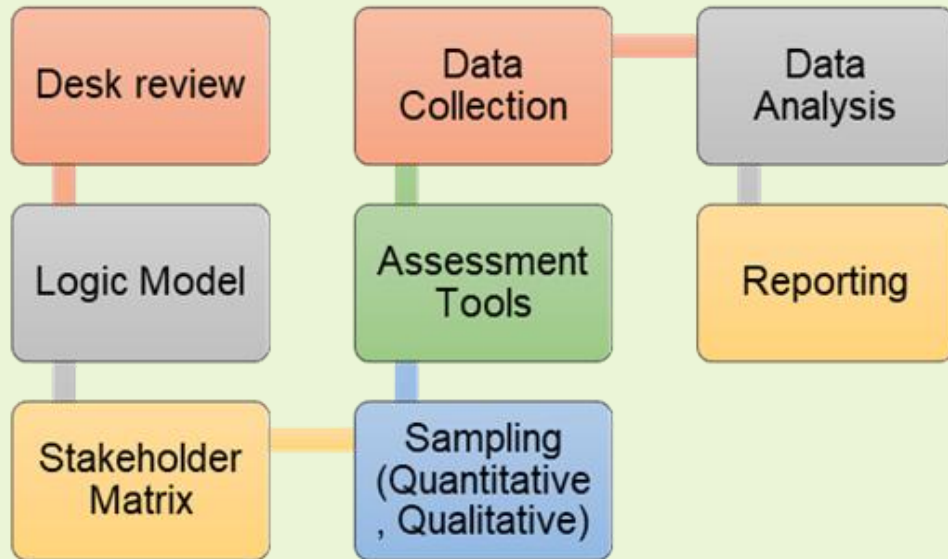 Desk review
Logic Model
Stakeholder
Matrix
Sampling
(Quantitative
, Qualitative)
Assessment
Tools
Data
Collection
Data
Analysis
Reporting